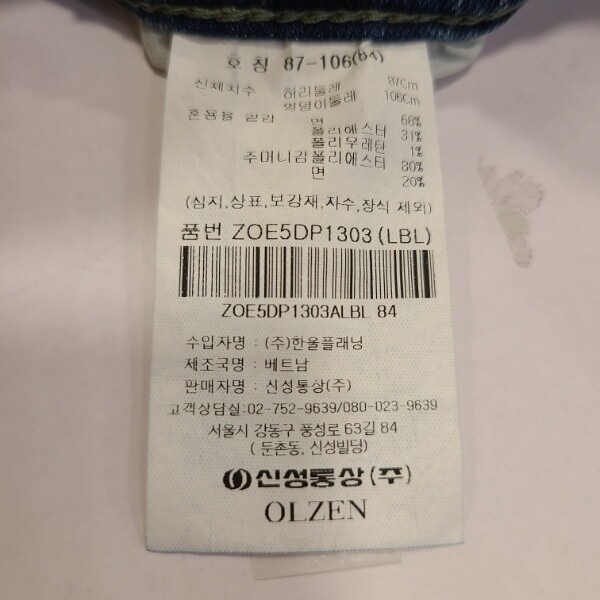 호칭 87-106(84)
신체치수 허리둘레 87Cm
엉덩이둘레 106Cm
혼용율 겉감 면 68%
폴리에스터 31%
폴리우레탄 1%
주머니감폴리에스터 80%
면 20%
(심지,상표,보강재,자수,장식 제외)
품번 ZOE5DP1303(LBL)
ZOE5DP1303ALBL 84
수입자명 : (주)한울플래닝
제조국명 : 베트남
판매자명 : 신성통상(주)
고객상담실:02-752-9639/080-023-9639
서울시 강동구 풍성로 63길 84
( 둔촌동, 신성빌딩)
신성통상(주)
OLZEN